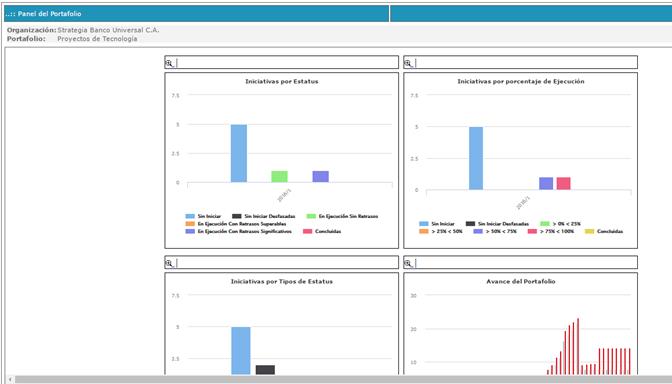 ..:: Panel del Portafolio
Organización: Strategia Banco Universal C.A.
Portafolio: Proyectos de Tecnología
Iniciativas por Estatus
7.5
5
2.5
0
2016/1
Sin Iniciar Sin Iniciar Desfasadas En Ejecución Sin Retrasos
En Ejecución Con Retrasos Superables
En Ejecución Con Retrasos Significativos Concluidas
Iniciativas por porcentaje de Ejecución
7.5
5
2.5
0
2016/1
Sin Iniciar Sin Iniciar Desfasadas > 0% < 25%
> 25% < 50% > 50% < 75% > 75% < 100% Concluidas
Iniciativas por Tipos de Estatus
7.5
5
2.5
Avance del Portafolio
30
20
10